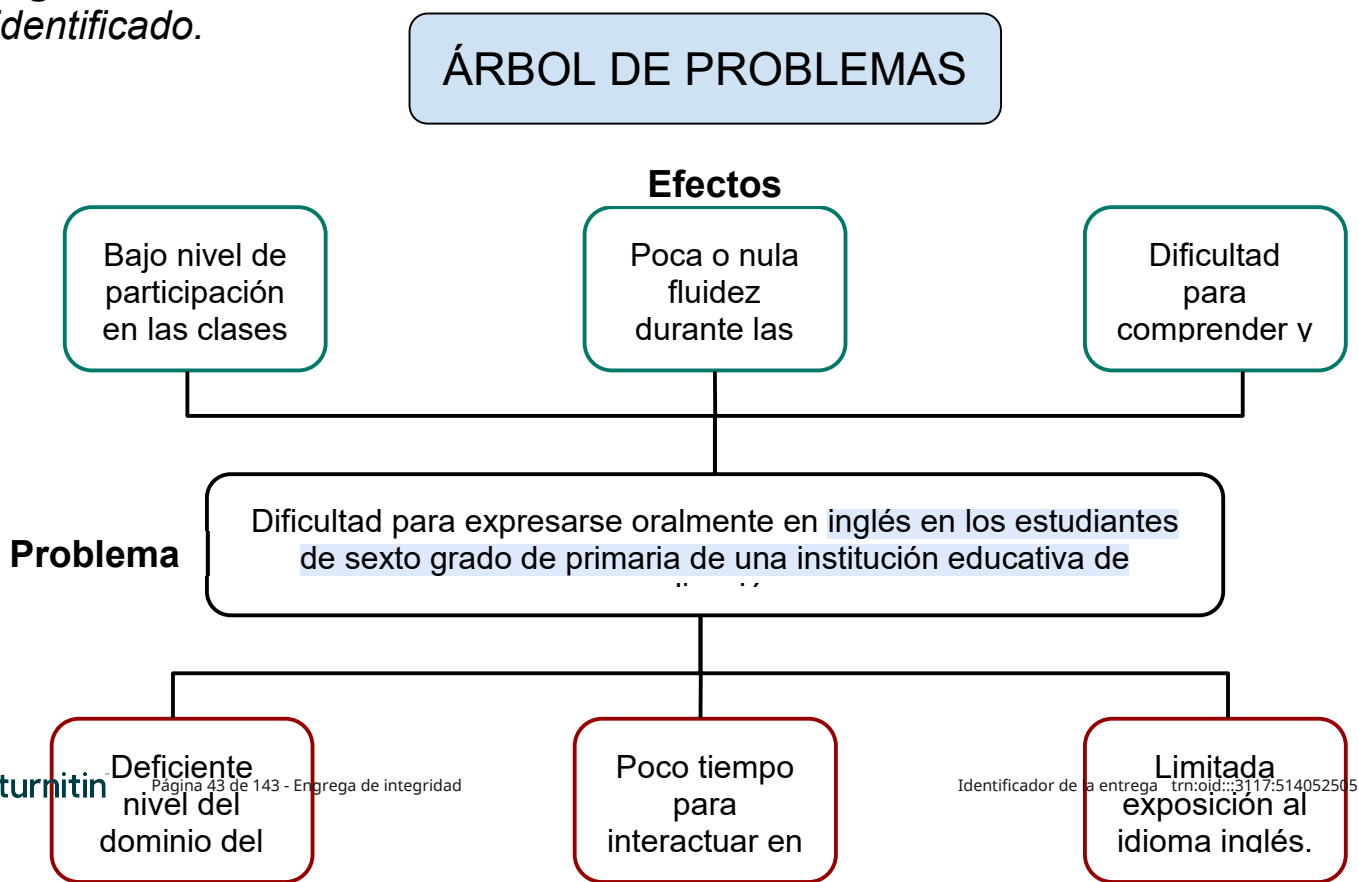 identificado.
ÁRBOL DE PROBLEMAS
Efectos
Bajo nivel de
participación
en las clases
Poca o nula
fluidez
durante las
Dificultad
para
comprender y
Problema
Dificultad para expresarse oralmente en inglés en los estudiantes
de sexto grado de primaria de una institución educativa de
Deficiente
nivel del
dominio del
Poco tiempo
para
interactuar en
Limitada
exposición al
idioma inglés.
turnitin
Página 43 de 143 - Engrega de integridad
Identificador de la entrega trn:oid:::3117:514052505